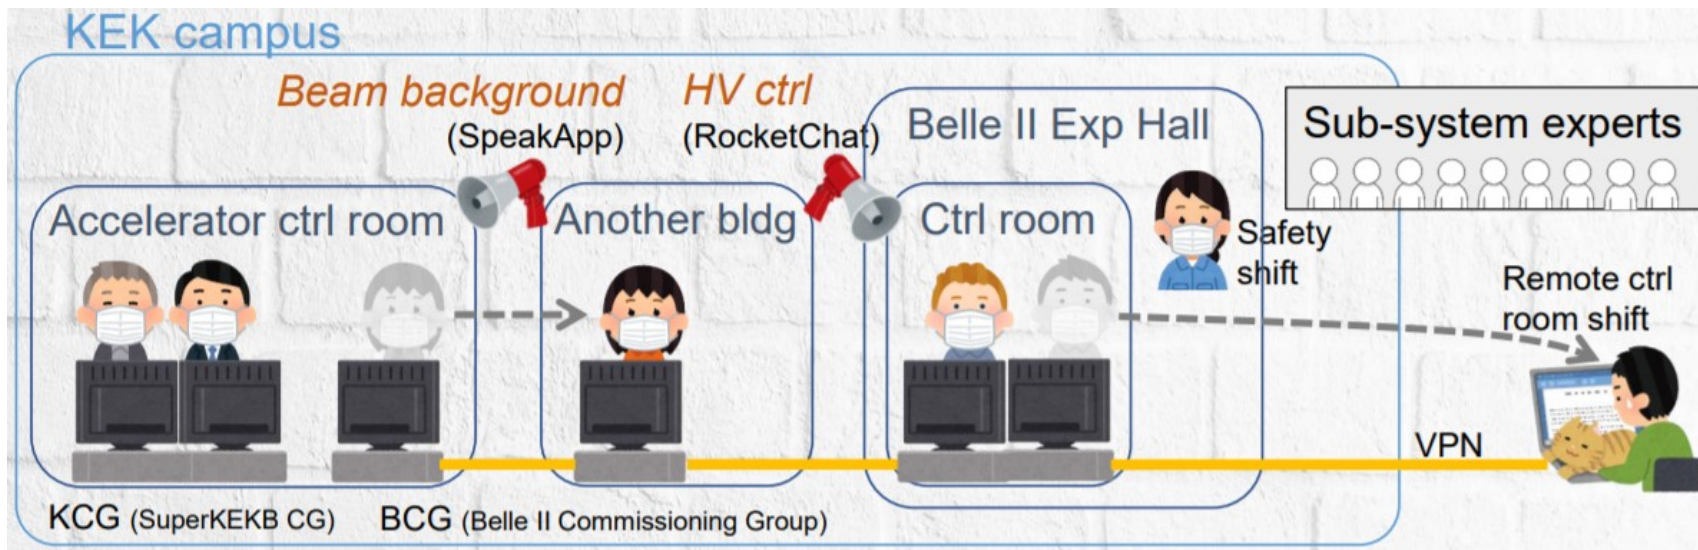 KEK campus
Beam background
(SpeakApp)
HV ctrl
(RocketChat)
Belle II Exp Hall
Sub-system experts
Accelerator ctrl room
Another bldg
Ctrl room
Safety
shift
Remote ctrl
room shift
VPN
KCG (SuperKEKB CG)
BCG (Belle II Commissioning Group)